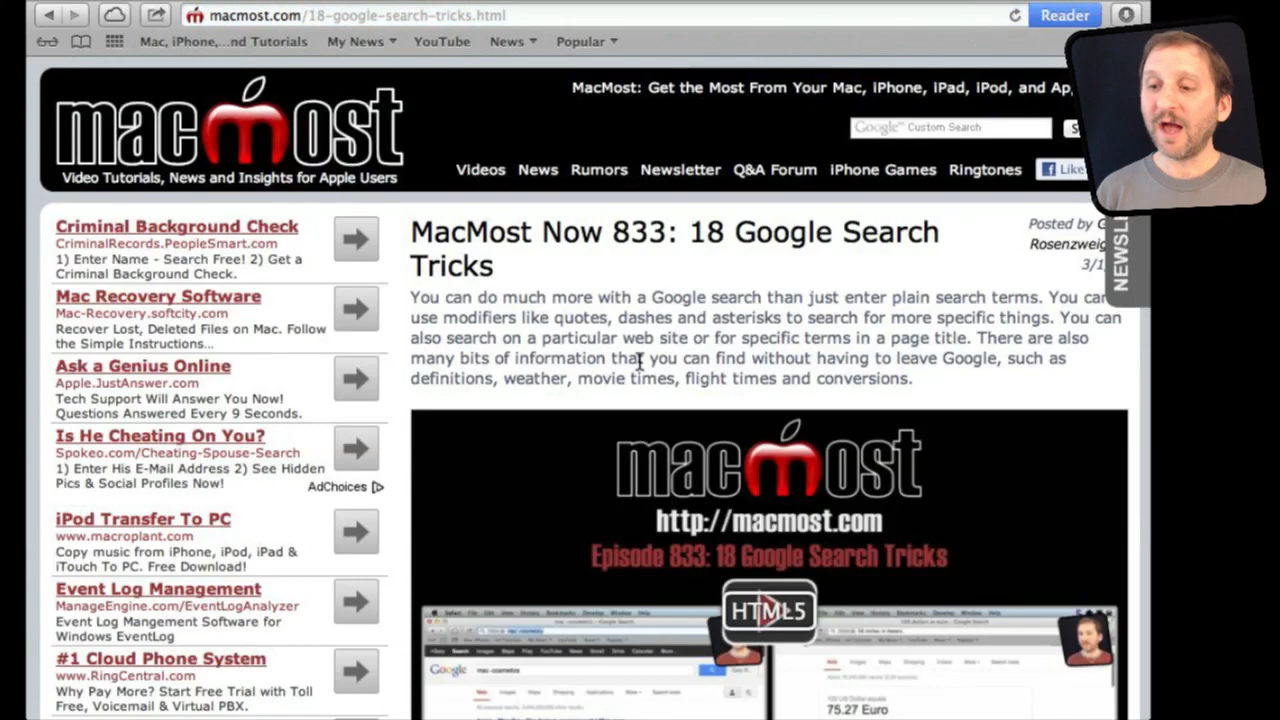 macmost.com/18-google-search-tricks.html
Reader
Mac, iPhone,...nd Tutorials My News YouTube News Popular
MacMost: Get the Most From Your Mac, iPhone, iPad, iPod, and Ap
macmost
Google™ Custom Search
S
Video Tutorials, News and Insights for Apple Users
Videos News Rumors Newsletter Q&A Forum iPhone Games Ringtones Like
Criminal Background Check
CriminalRecords.PeopleSmart.com
1) Enter Name - Search Free! 2) Get a
Criminal Background Check.
Mac Recovery Software
Mac-Recovery.softcity.com
Recover Lost, Deleted Files on Mac. Follow
the Simple Instructions...
Ask a Genius Online
Apple.JustAnswer.com
Tech Support Will Answer You Now!
Questions Answered Every 9 Seconds.
Is He Cheating On You?
Spokeo.com/Cheating-Spouse-Search
1) Enter His E-Mail Address 2) See Hidden
Pics & Social Profiles Now!
AdChoices
iPod Transfer To PC
www.macroplant.com
Copy music from iPhone, iPod, iPad &
iTouch To PC. Free Download!
Event Log Management
ManageEngine.com/EventLogAnalyzer
Event Log Mangement Software for
Windows EventLog
#1 Cloud Phone System
www.RingCentral.com
Why Pay More? Start Free Trial with Toll
Free, Voicemail & Virtual PBX.
MacMost Now 833: 18 Google Search
Tricks
Posted by G
Rosenzweig
3/1
NEWSL
You can do much more with a Google search than just enter plain search terms. You can
use modifiers like quotes, dashes and asterisks to search for more specific things. You can
also search on a particular web site or for specific terms in a page title. There are also
many bits of information that you can find without having to leave Google, such as
definitions, weather, movie times, flight times and conversions.
macmost
http://macmost.com
Episode 833: 18 Google Search Tricks
HTML5
Google
75.27 Euro